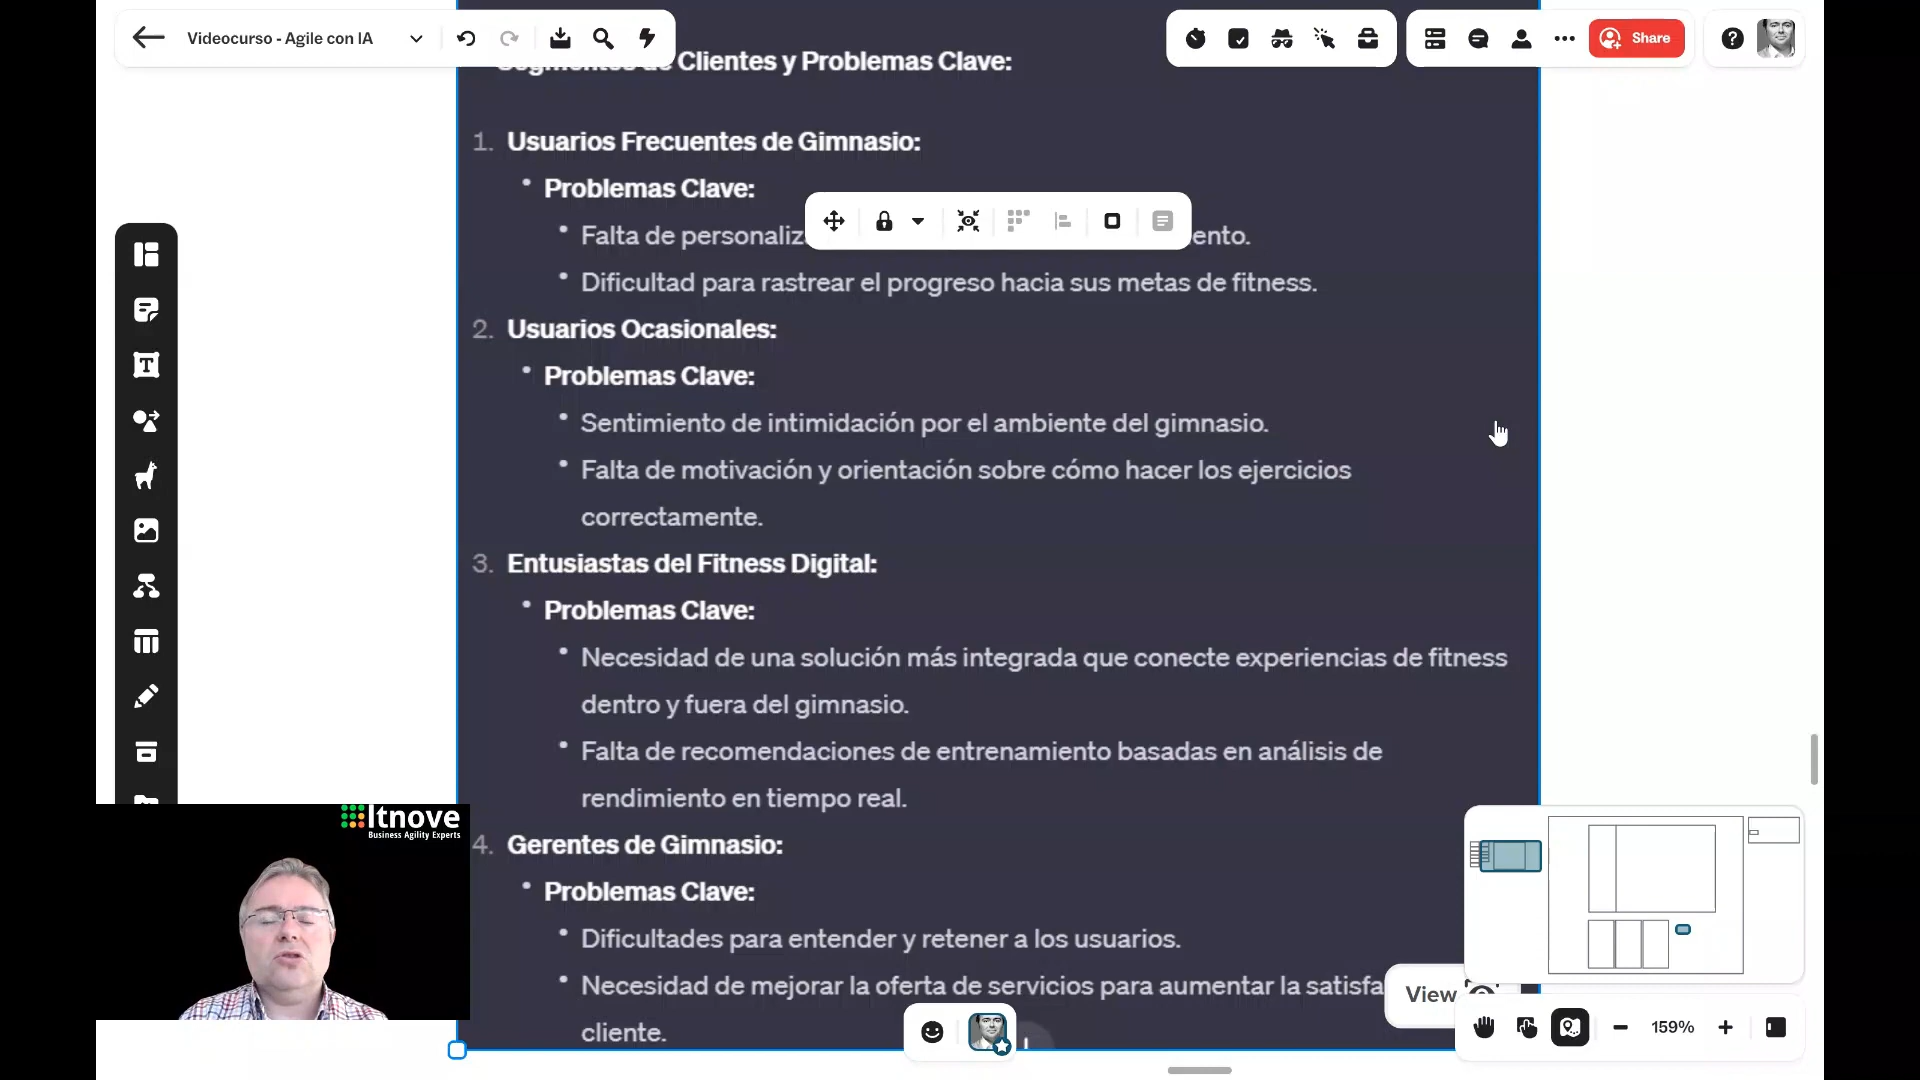 Videocurso - Agile con IA
Share
Segmentos de Clientes y Problemas Clave:
1. Usuarios Frecuentes de Gimnasio:
• Problemas Clave:
• Falta de
ento.
• Dificultad para rastrear el progreso hacia sus metas de fitness.
2. Usuarios Ocasionales:
• Problemas Clave:
• Sentimiento de intimidación por el ambiente del gimnasio.
• Falta de motivación y orientación sobre cómo hacer los ejercicios
correctamente.
3. Entusiastas del Fitness Digital:
• Problemas Clave:
• Necesidad de una solución más integrada que conecte experiencias de fitness
dentro y fuera del gimnasio.
• Falta de recomendaciones de entrenamiento basadas en análisis de
rendimiento en tiempo real.
4. Gerentes de Gimnasio:
• Problemas Clave:
• Dificultades para entender y retener a los usuarios.
• Necesidad de mejorar la oferta de servicios para aumentar la satisfa
cliente.
Itnove
Business Agility Experts
View
159%